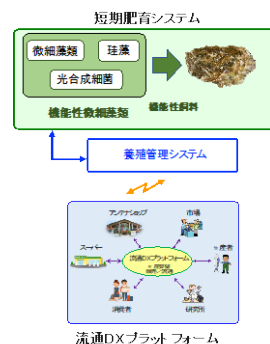 短期肥育システム
微細藻類
珪藻
光合成細菌
機能性微細藻類
機能性飼料
養殖管理システム
アンテナショップ
市場
スーパー
生産者
流通DXプラットフォーム
消費者
研究所
流通DXプラットフォーム